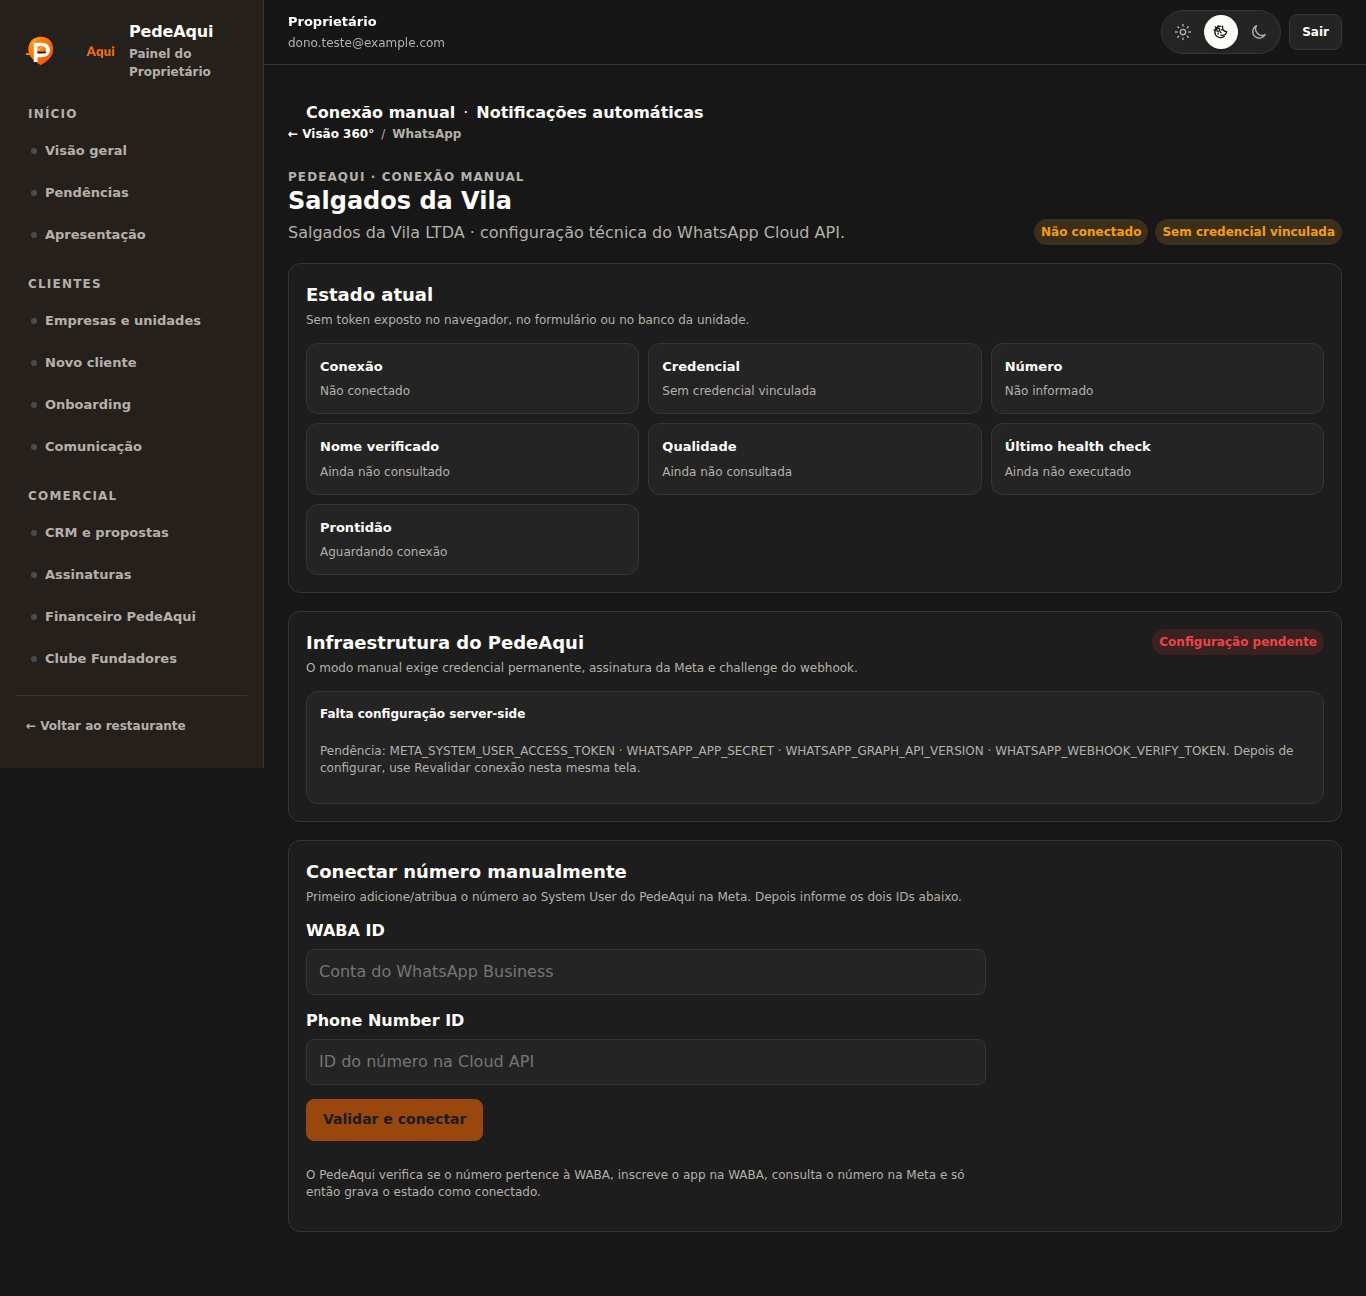 P
Aqui
PedeAqui
Painel do
Proprietário
INÍCIO
Visão geral
Pendências
Apresentação
CLIENTES
Empresas e unidades
Novo cliente
Onboarding
Comunicação
COMERCIAL
CRM e propostas
Assinaturas
Financeiro PedeAqui
Clube Fundadores
← Voltar ao restaurante
Proprietário
dono.teste@example.com
Sair
Conexão manual · Notificações automáticas
← Visão 360° / WhatsApp
PEDEAQUI · CONEXÃO MANUAL
Salgados da Vila
Salgados da Vila LTDA · configuração técnica do WhatsApp Cloud API.
Não conectado
Sem credencial vinculada
Estado atual
Sem token exposto no navegador, no formulário ou no banco da unidade.
Conexão
Não conectado
Credencial
Sem credencial vinculada
Número
Não informado
Nome verificado
Ainda não consultado
Qualidade
Ainda não consultada
Último health check
Ainda não executado
Prontidão
Aguardando conexão
Infraestrutura do PedeAqui
Configuração pendente
O modo manual exige credencial permanente, assinatura da Meta e challenge do webhook.
Falta configuração server-side
Pendência: META_SYSTEM_USER_ACCESS_TOKEN · WHATSAPP_APP_SECRET · WHATSAPP_GRAPH_API_VERSION · WHATSAPP_WEBHOOK_VERIFY_TOKEN. Depois de
configurar, use Revalidar conexão nesta mesma tela.
Conectar número manualmente
Primeiro adicione/atribua o número ao System User do PedeAqui na Meta. Depois informe os dois IDs abaixo.
WABA ID
Conta do WhatsApp Business
Phone Number ID
ID do número na Cloud API
Validar e conectar
O PedeAqui verifica se o número pertence à WABA, inscreve o app na WABA, consulta o número na Meta e só
então grava o estado como conectado.